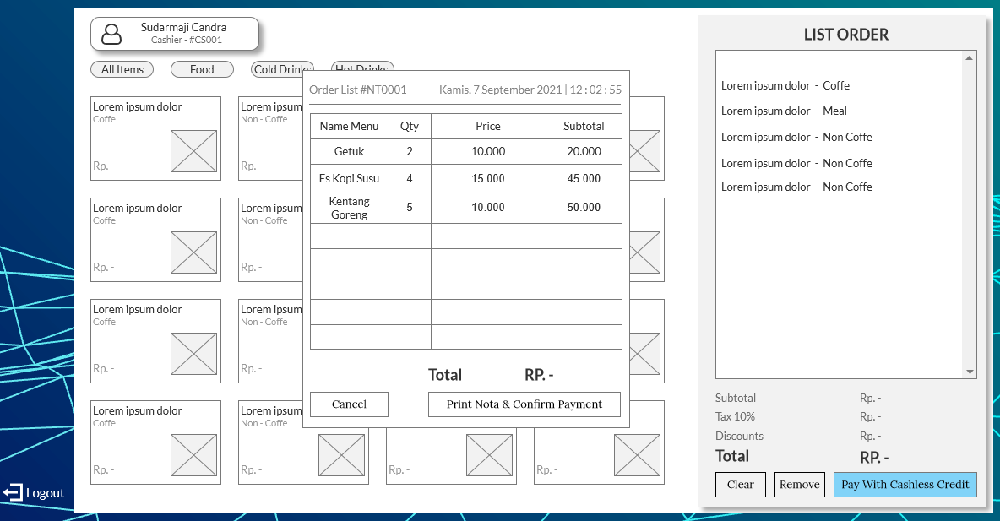 Sudarmaji Candra
Cashier - #CS001
All Items
Food
Cold Drinks
Hot Drinks
Lorem ipsum dolor
Coffe
Rp. -
Lorem ipsum
Non - Coffe
Lorem ipsum dolor
Coffe
Rp. -
Lorem ipsum
Non - Coffe
Rp. -
Lorem ipsum dolor
Coffe
Rp. -
Lorem ipsum
Non - Coffe
Rp. -
Lorem ipsum dolor
Coffe
Rp. -
Lorem ipsum
Non - Coffe
Rp. -
Rp. -
Rp. -
Rp. -
Order List #NT0001 Kamis, 7 September 2021 | 12 : 02 : 55
Name Menu Qty Price Subtotal
Getuk 2 10.000 20.000
Es Kopi Susu 4 15.000 45.000
Kentang
Goreng 5 10.000 50.000
Total RP. -
Cancel
Print Nota & Confirm Payment
LIST ORDER
Lorem ipsum dolor - Coffe
Lorem ipsum dolor - Meal
Lorem ipsum dolor - Non Coffe
Lorem ipsum dolor - Non Coffe
Lorem ipsum dolor - Non Coffe
Subtotal Rp. -
Tax 10% Rp. -
Discounts Rp. -
Total RP. -
Clear
Remove
Pay With Cashless Credit
Logout